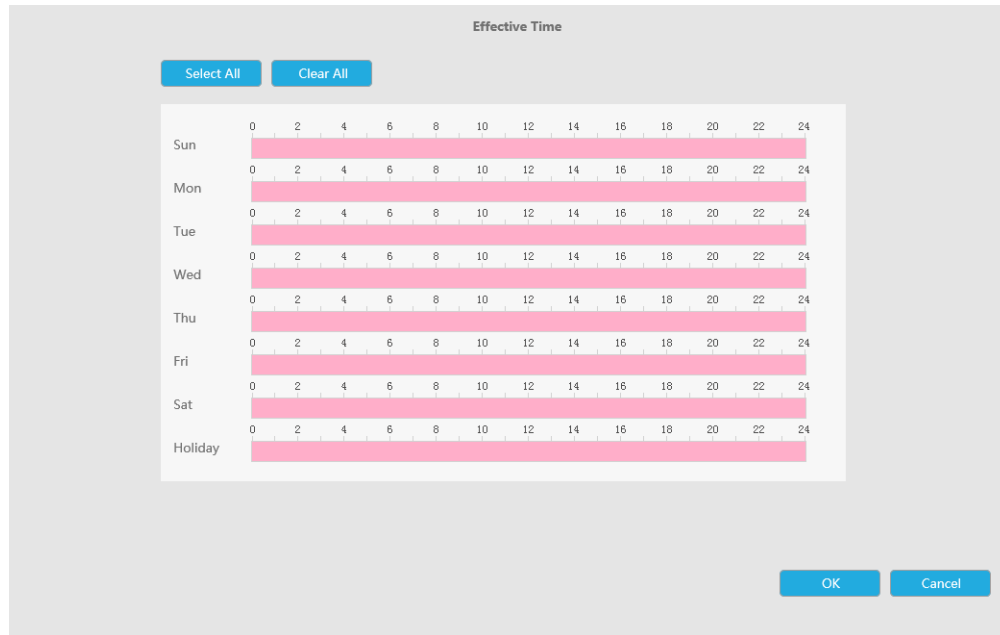 Effective Time
Select All Clear All
0 2 4 6 8 10 12 14 16 18 20 22 24
Sun
0 2 4 6 8 10 12 14 16 18 20 22 24
Mon
0 2 4 6 8 10 12 14 16 18 20 22 24
Tue
0 2 4 6 8 10 12 14 16 18 20 22 24
Wed
0 2 4 6 8 10 12 14 16 18 20 22 24
Thu
0 2 4 6 8 10 12 14 16 18 20 22 24
Fri
0 2 4 6 8 10 12 14 16 18 20 22 24
Sat
0 2 4 6 8 10 12 14 16 18 20 22 24
Holiday
OK Cancel